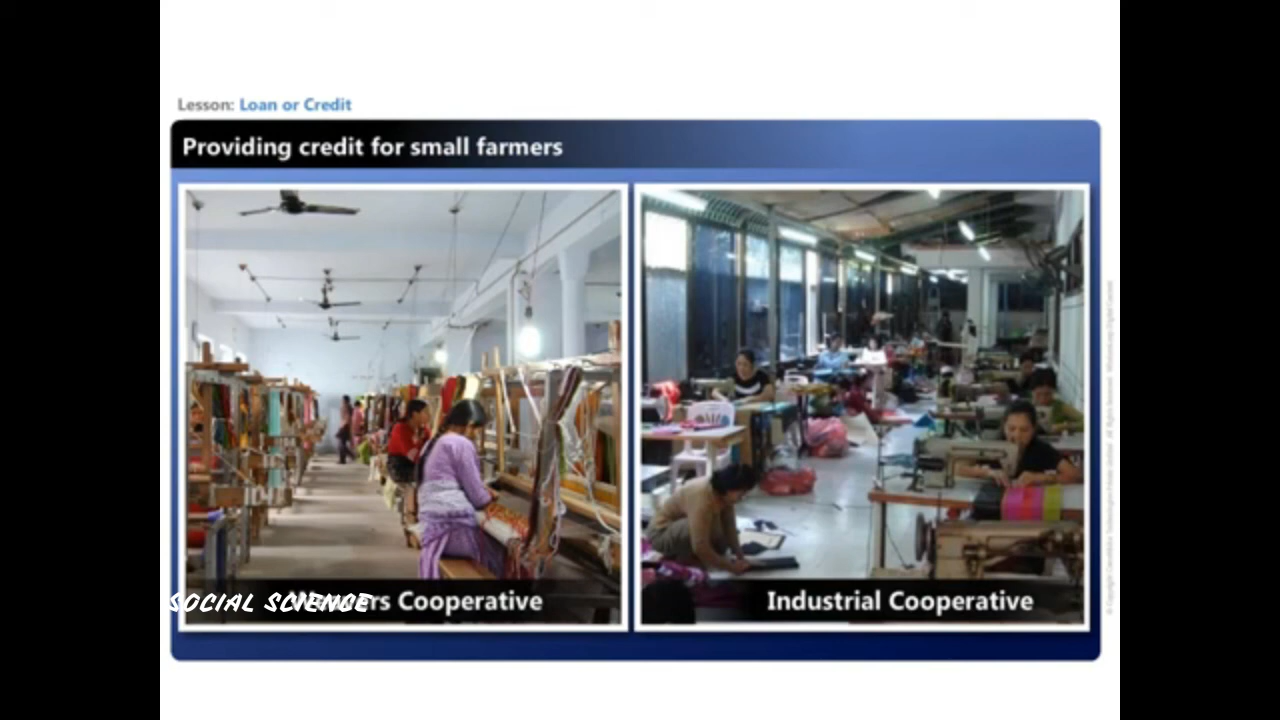 Lesson: Loan or Credit
Providing credit for small farmers
SOCIAL SCIENCE
Cooperative
Industrial Cooperative